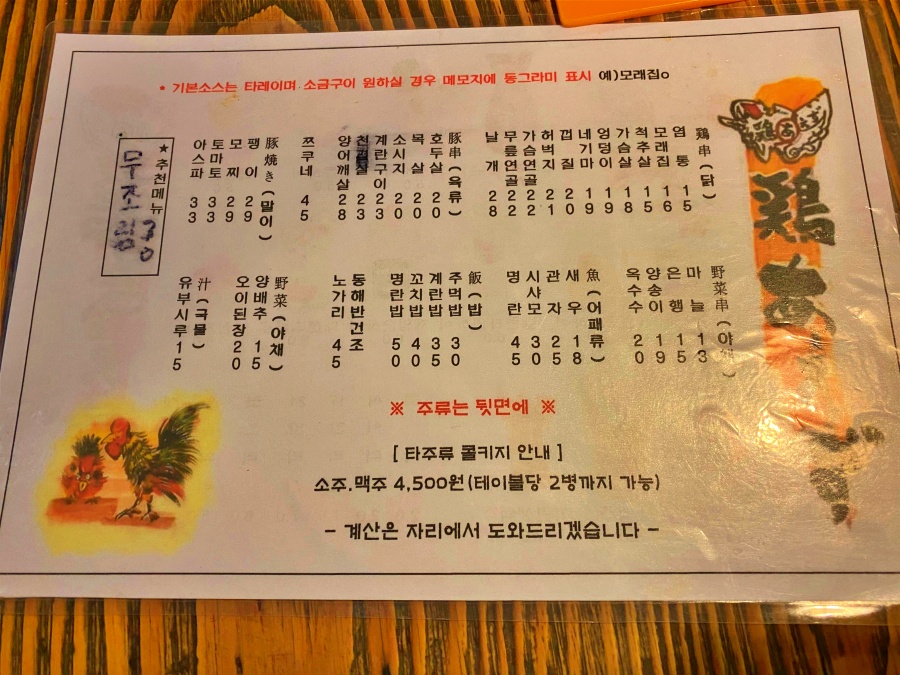 • 기본소스는 타레이며 소금구이 원하실 경우 메모지에 동그라미 표시 예)모래집o
鶏串(닭)
염통 15
모래집 16
척추살 15
가슴살 18
엉덩이 19
네기마 19
껍질 20
허벅지 21
가슴연골 22
무릎연골 22
날개 28
豚串(육류)
호두살 20
목살 20
소시지 20
계란구이 23
양어깨살 28
쯔쿠네 45
豚焼き(말이)
팽이 29
모찌 29
토마토 33
아스파 33
★추천메뉴
무조림 30
野菜串(야채)
마늘 13
은행 15
양송이 19
옥수수 20
魚(어패류)
새우 18
관자 25
시샤모 30
명란 45
飯(밥)
주먹밥 30
계란밥 35
꼬치밥 40
명란밥 50
동해반건조
노가리 45
野菜(야채)
양배추 15
오이된장 20
汁(국물)
유부시루 15
※ 주류는 뒷면에 ※
[ 타주류 콜키지 안내 ]
소주.맥주 4,500원(테이블당 2병까지 가능)
- 계산은 자리에서 도와드리겠습니다 -